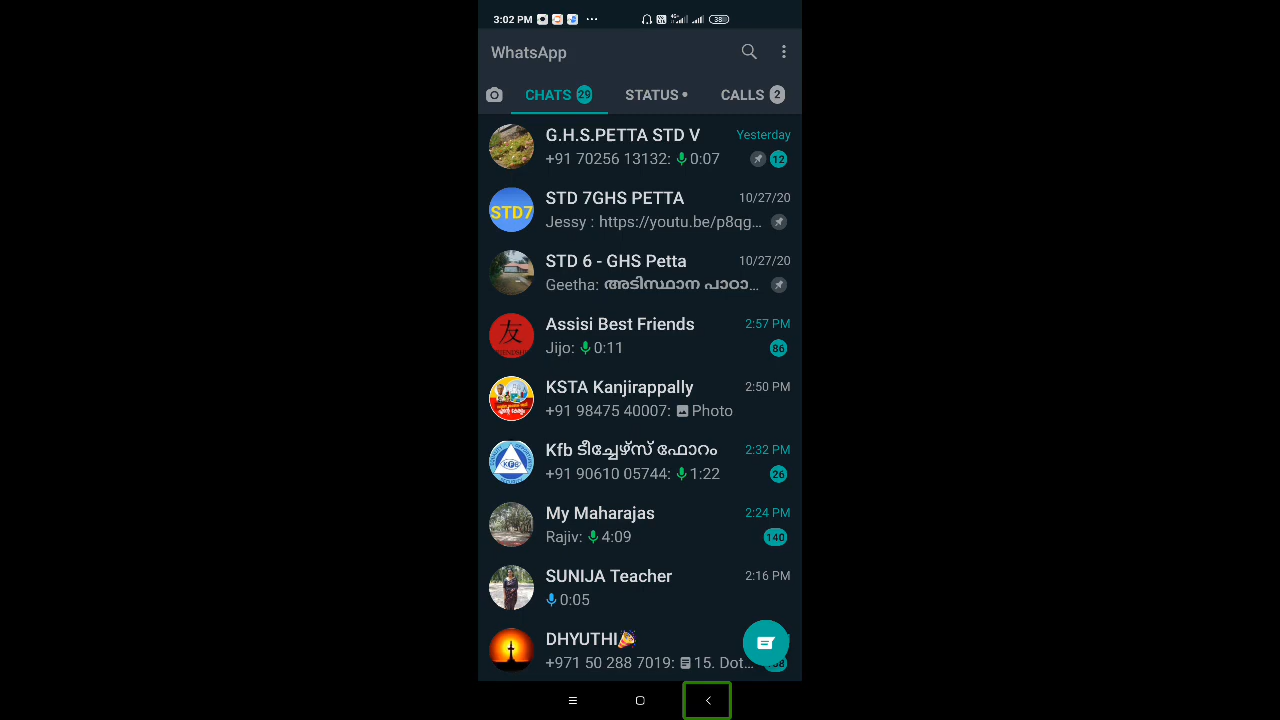 3:02 PM
38
WhatsApp
CHATS 29 STATUS CALLS 2
G.H.S.PETTA STD V Yesterday
+91 70256 13132: 0:07 12
STD7
STD 7GHS PETTA 10/27/20
Jessy : https://youtu.be/p8qg...
STD 6 - GHS Petta 10/27/20
Geetha: അടിസ്ഥാന പാഠാ...
友
Assisi Best Friends 2:57 PM
Jijo: 0:11 86
KSTA Kanjirappally 2:50 PM
+91 98475 40007: Photo
KFB
Kfb ടീച്ചേഴ്സ് ഫോറം 2:32 PM
+91 90610 05744: 1:22 26
My Maharajas 2:24 PM
Rajiv: 4:09 140
SUNIJA Teacher 2:16 PM
0:05
DHYUTHI🎉
+971 50 288 7019: 15. Dot...